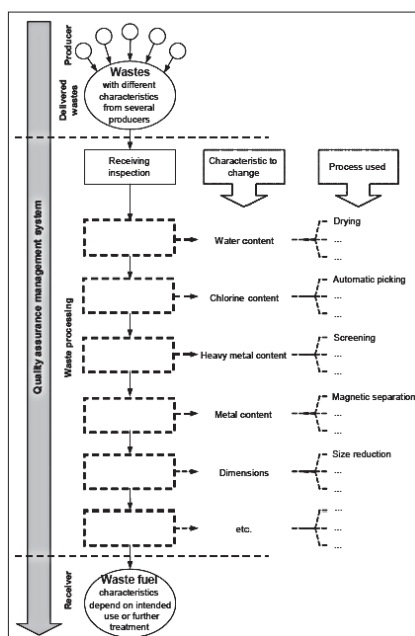 Quality assurance management system
Producer
Delivered wastes
Wastes
with different
characteristics
from several
producers
Waste processing
Receiving
inspection
Characteristic to
change
Process used
Water content
Drying
...
...
Chlorine content
Automatic picking
...
...
Heavy metal content
Screening
...
...
Metal content
Magnetic separation
...
...
Dimensions
Size reduction
...
...
etc.
...
...
...
Receiver
Waste fuel
characteristics
depend on intended
use or further
treatment